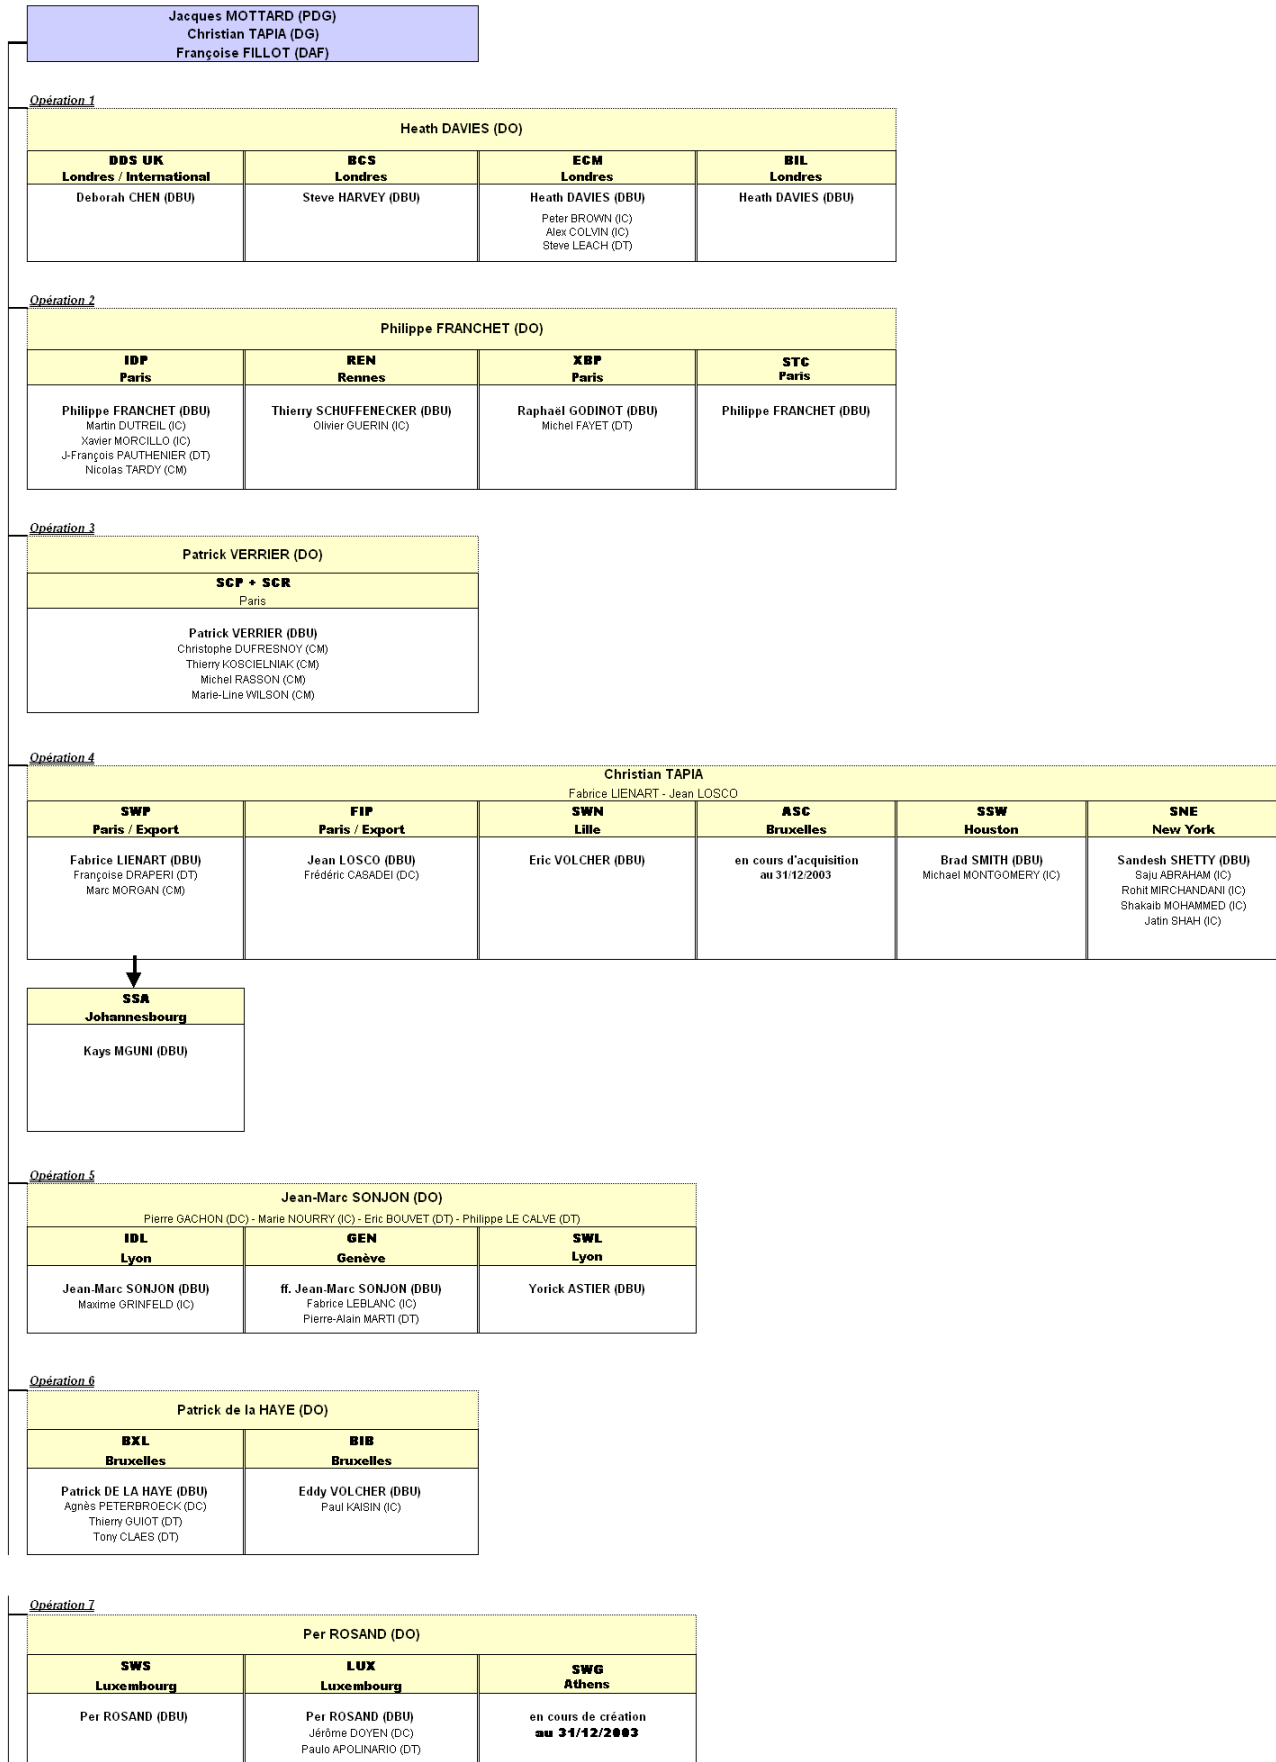 Jacques MOTTARD (PDG)
Christian TAPIA (DG)
Françoise FILLOT (DAF)
Opération 1
Heath DAVIES (DO)
DDS UK
Londres / International
Deborah CHEN (DBU)
BCS
Londres
Steve HARVEY (DBU)
ECM
Londres
Heath DAVIES (DBU)
Peter BROWN (IC)
Alex COLVIN (IC)
Steve LEACH (DT)
BIL
Londres
Heath DAVIES (DBU)
Opération 2
Philippe FRANCHET (DO)
IDP
Paris
Philippe FRANCHET (DBU)
Martin DUTREIL (IC)
Xavier MORCILLO (IC)
J-François PAUTHENIER (DT)
Nicolas TARDY (CM)
REN
Rennes
Thierry SCHUFFENECKER (DBU)
Olivier GUERIN (IC)
XBP
Paris
Raphaël GODINOT (DBU)
Michel FAYET (DT)
STC
Paris
Philippe FRANCHET (DBU)
Opération 3
Patrick VERRIER (DO)
SCP + SCR
Paris
Patrick VERRIER (DBU)
Christophe DUFRESNOY (CM)
Thierry KOSCIELNIAK (CM)
Michel RASSON (CM)
Marie-Line WILSON (CM)
Opération 4
Christian TAPIA
Fabrice LIENART - Jean LOSCO
SWP
Paris / Export
Fabrice LIENART (DBU)
Françoise DRAPERI (DT)
Marc MORGAN (CM)
FIP
Paris / Export
Jean LOSCO (DBU)
Frédéric CASADEI (DC)
SWN
Lille
Eric VOLCHER (DBU)
ASC
Bruxelles
en cours d'acquisition
au 31/12/2003
SSW
Houston
Brad SMITH (DBU)
Michael MONTGOMERY (IC)
SNE
New York
Sandesh SHETTY (DBU)
Saju ABRAHAM (IC)
Rohit MIRCHANDANI (IC)
Shakaib MOHAMMED (IC)
Jatin SHAH (IC)
SSA
Johannesbourg
Kays MGUNI (DBU)
Opération 5
Jean-Marc SONJON (DO)
Pierre GACHON (DC) - Marie NOURRY (IC) - Eric BOUVET (DT) - Philippe LE CALVE (DT)
IDL
Lyon
Jean-Marc SONJON (DBU)
Maxime GRINFELD (IC)
GEN
Genève
ff. Jean-Marc SONJON (DBU)
Fabrice LEBLANC (IC)
Pierre-Alain MARTI (DT)
SWL
Lyon
Yorick ASTIER (DBU)
Opération 6
Patrick de la HAYE (DO)
BXL
Bruxelles
Patrick DE LA HAYE (DBU)
Agnès PETERBROECK (DC)
Thierry GUIOT (DT)
Tony CLAES (DT)
BIB
Bruxelles
Eddy VOLCHER (DBU)
Paul KAISIN (IC)
Opération 7
Per ROSAND (DO)
SWS
Luxembourg
Per ROSAND (DBU)
LUX
Luxembourg
Per ROSAND (DBU)
Jérôme DOYEN (DC)
Paulo APOLINARIO (DT)
SWG
Athens
en cours de création
au 31/12/2003